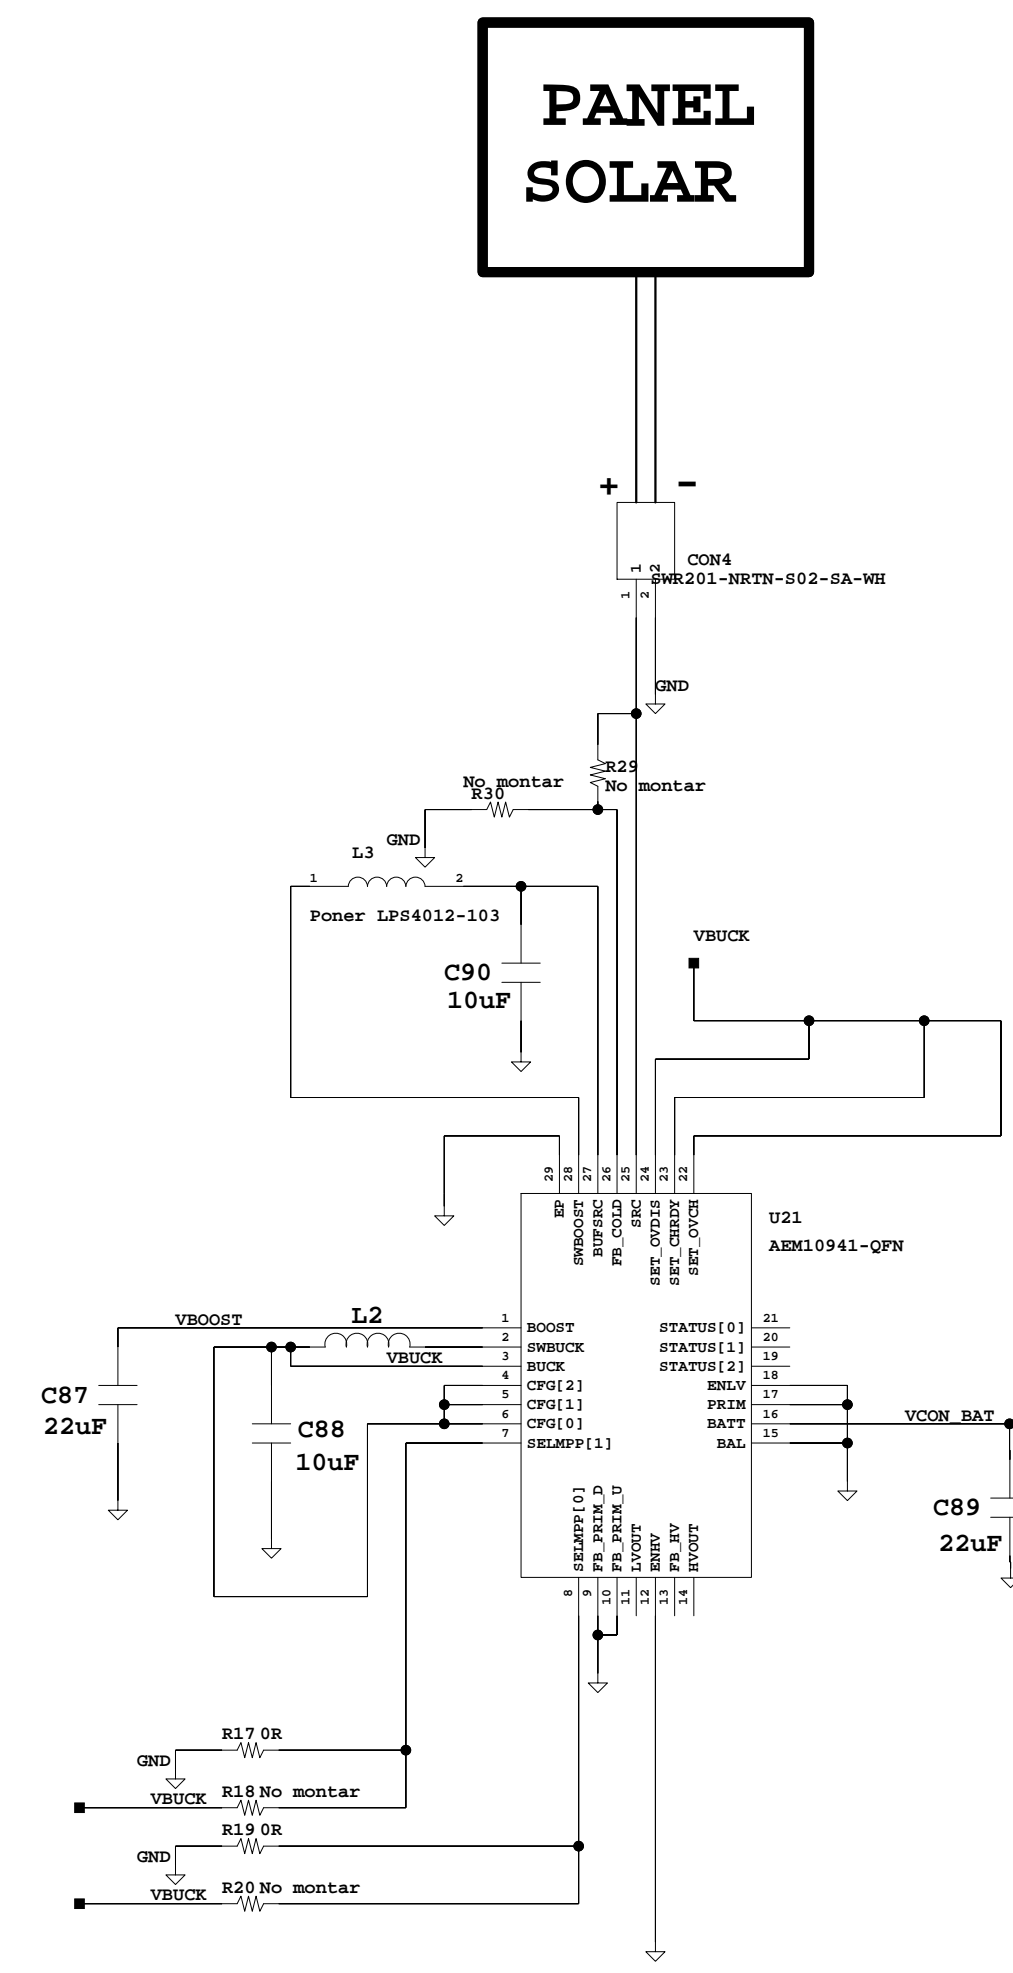 PANEL
SOLAR
+ -
CON4
SWR201-NRTN-S02-SA-WH
1 2
1 2
GND
R29
No montar
No montar
R30
GND
L3
1 2
Poner LPS4012-103
C90
10uF
VBUCK
29 28 27 26 25 24 23 22
EP SWBOOST BUFSRC FB_COLD SRC SET_OVDIS SET_CHRDY SET_OVCH
U21
AEM10941-QFN
VBOOST
L2
VBUCK
C87
22uF
C88
10uF
1 BOOST
2 SWBUCK
3 BUCK
4 CFG[2]
5 CFG[1]
6 CFG[0]
7 SELMPP[1]
STATUS[0] 21
STATUS[1] 20
STATUS[2] 19
ENLV 18
PRIM 17
BATT 16
BAL 15
VCON_BAT
C89
22uF
SELMPP[0] FB_PRIM_D FB_PRIM_U LVOUT ENHV FB_HV HVOUT
8 9 10 11 12 13 14
R17 0R
GND
R18 No montar
VBUCK
R19 0R
GND
R20 No montar
VBUCK